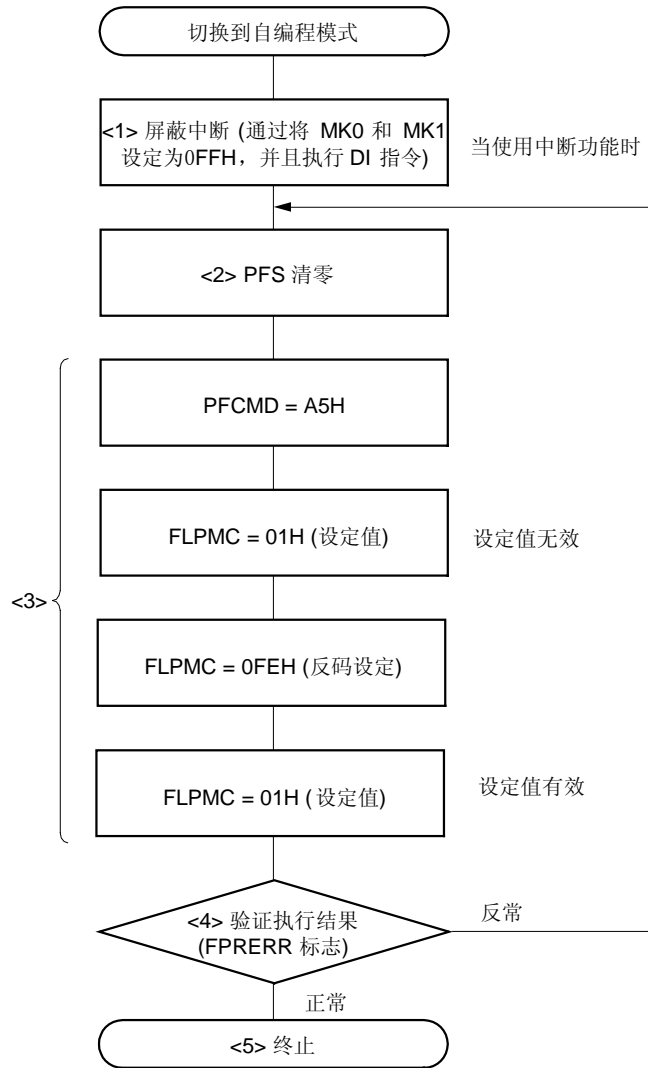 切换到自编程模式
<1> 屏蔽中断 (通过将 MK0 和 MK1
设定为0FFH，并且执行 DI 指令)
当使用中断功能时
<2> PFS 清零
PFCMD = A5H
FLPMC = 01H (设定值)
设定值无效
<3>
FLPMC = 0FEH (反码设定)
FLPMC = 01H (设定值)
设定值有效
<4> 验证执行结果
(FPRERR 标志)
反常
正常
<5> 终止